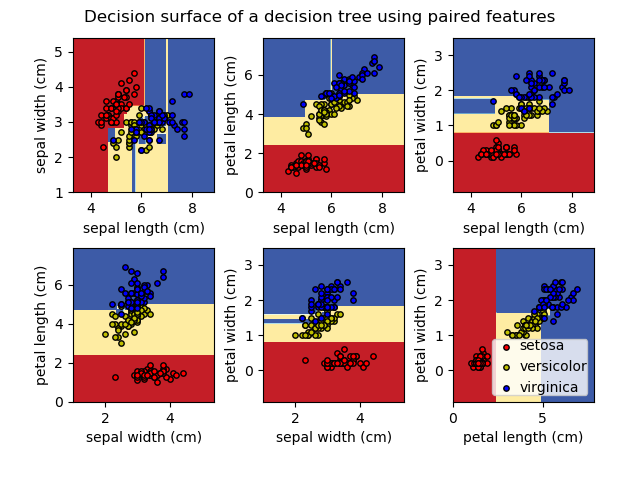 Decision surface of a decision tree using paired features
sepal width (cm)
5
4
3
2
1
4 6 8
sepal length (cm)
petal length (cm)
6
4
2
0
4 6 8
sepal length (cm)
petal width (cm)
3
2
1
0
4 6 8
sepal length (cm)
petal length (cm)
6
4
2
0
2 4
sepal width (cm)
petal width (cm)
3
2
1
0
2 4
sepal width (cm)
petal width (cm)
3
2
1
0
setosa
versicolor
virginica
0 5
petal length (cm)